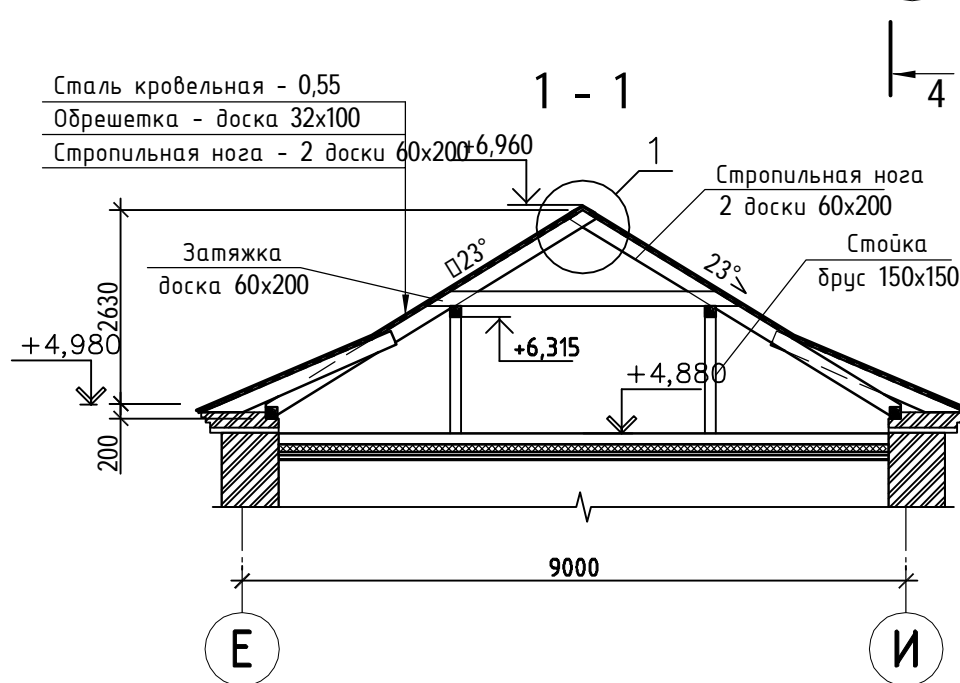 4
Сталь кровельная - 0,55
Обрешетка - доска 32х100
Стропильная нога - 2 доски 60х200
1 - 1
+6,960
1
Стропильная нога
2 доски 60х200
Затяжка
доска 60х200
□23°
23°
Стойка
брус 150х150
2630
+4,980
+6,315
+4,880
200
9000
Е
И